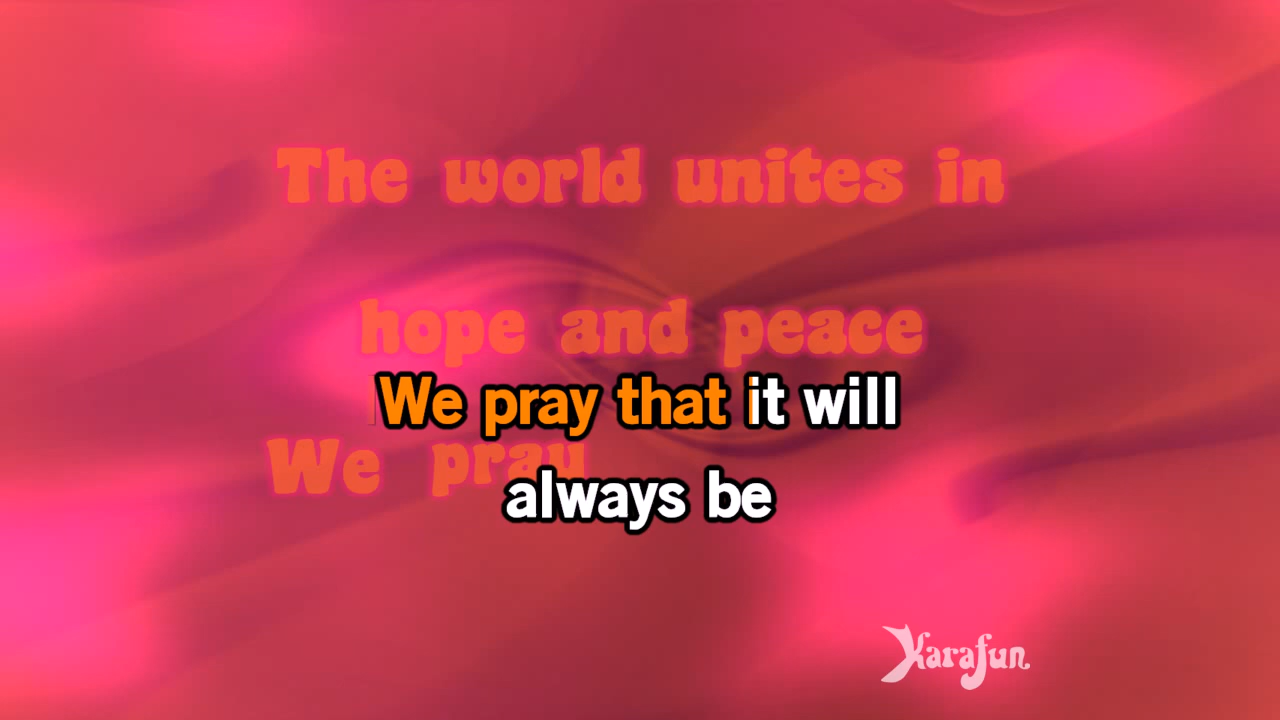 The world unites in
hope and peace
We pray that it will
We pray
always be
Karafun